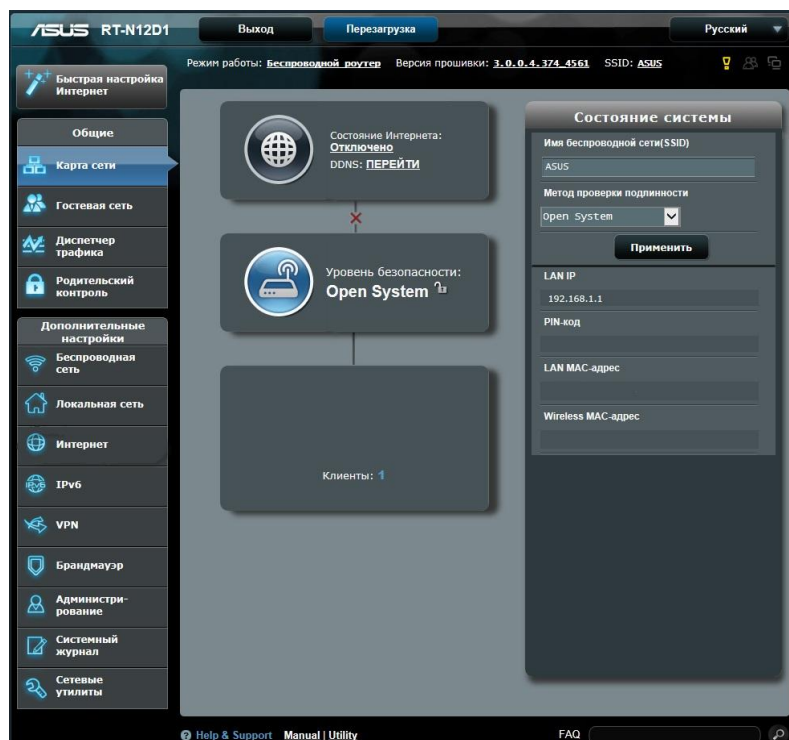 ASUS RT-N12D1
Выход
Перезагрузка
Русский
Режим работы: Беспроводной роутер Версия прошивки: 3.0.0.4.374_4561 SSID: ASUS
Быстрая настройка
Интернет
Общие
Карта сети
Гостевая сеть
Диспетчер
трафика
Родительский
контроль
Дополнительные
настройки
Беспроводная
сеть
Локальная сеть
Интернет
IPv6
IPv6
VPN
Брандмауэр
Администри-
рование
Системный
журнал
Сетевые
утилиты
Состояние Интернета:
Отключено
DDNS: ПЕРЕЙТИ
Уровень безопасности:
Open System
Клиенты: 1
Состояние системы
Имя беспроводной сети(SSID)
ASUS
Метод проверки подлинности
Open System
Применить
LAN IP
192.168.1.1
PIN-код
LAN MAC-адрес
Wireless MAC-адрес
Help & Support Manual | Utility
FAQ